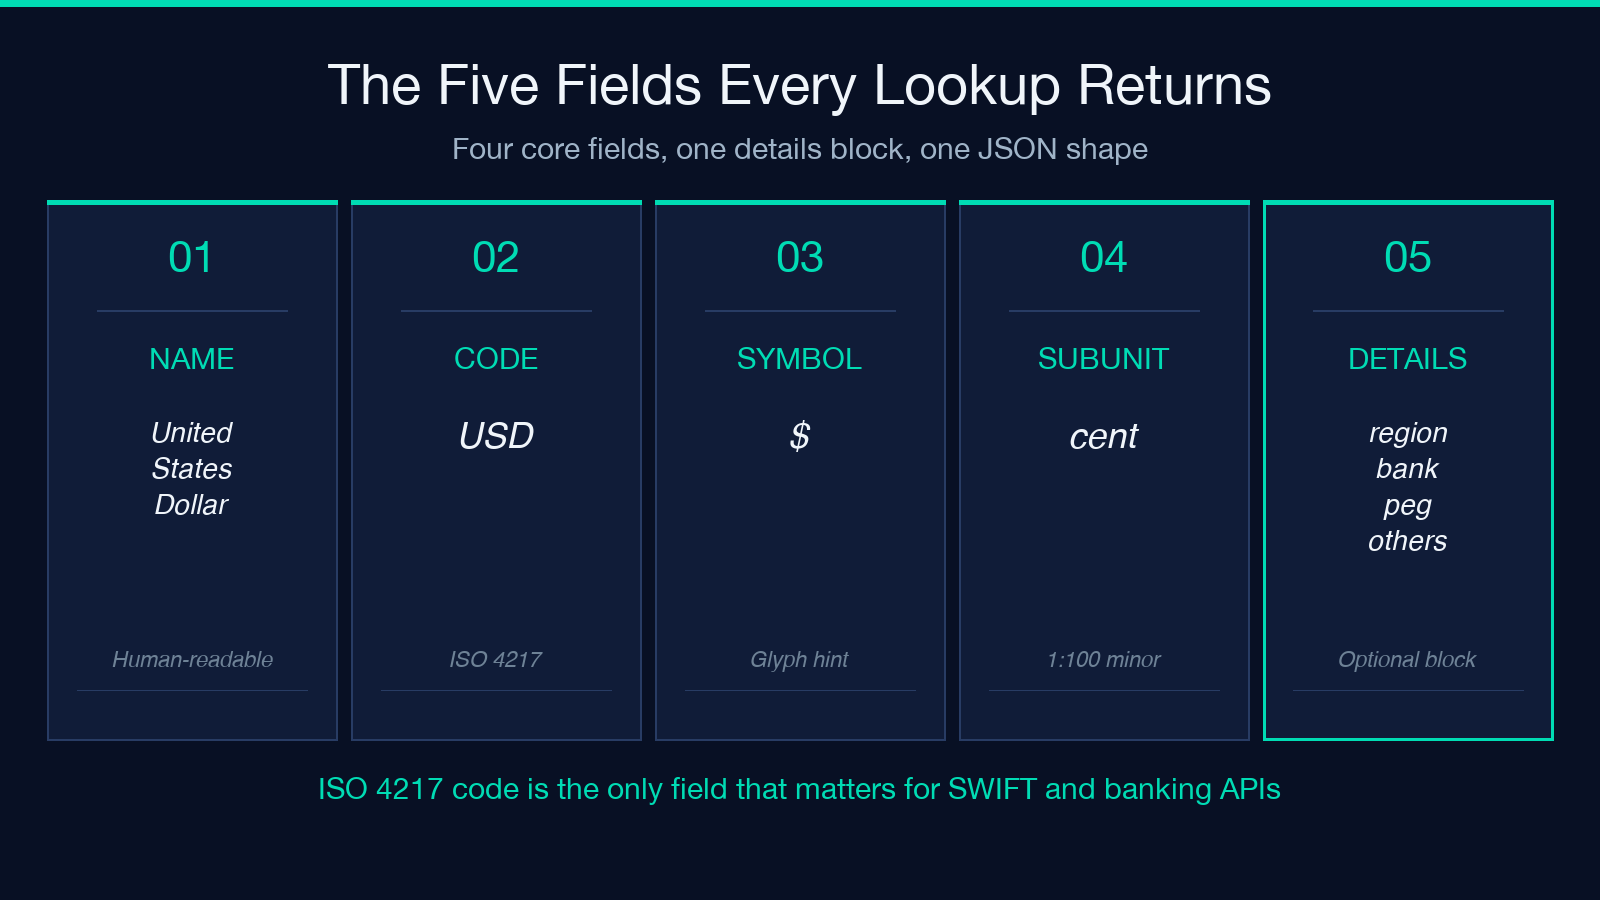 The Five Fields Every Lookup Returns
Four core fields, one details block, one JSON shape
01
NAME
United
States
Dollar
Human-readable
02
CODE
USD
ISO 4217
03
SYMBOL
$
Glyph hint
04
SUBUNIT
cent
1:100 minor
05
DETAILS
region
bank
peg
others
Optional block
ISO 4217 code is the only field that matters for SWIFT and banking APIs